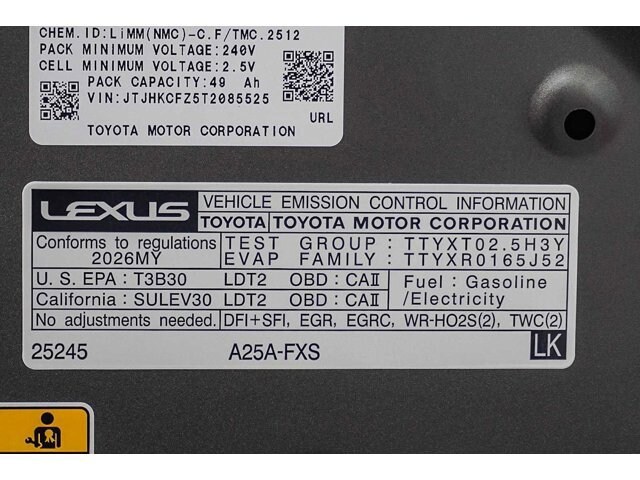 CHEM.ID:LiMM(NMC)-C.F/TMC.2512
PACK MINIMUM VOLTAGE:240V
CELL MINIMUM VOLTAGE:2.5V
PACK CAPACITY:49 Ah
VIN:JTJHKCFZ5T2085525
URL
TOYOTA MOTOR CORPORATION
LEXUS
VEHICLE EMISSION CONTROL INFORMATION
TOYOTA TOYOTA MOTOR CORPORATION
Conforms to regulations
2026MY
TEST GROUP: TTYXT02.5H3Y
EVAP FAMILY: TTYXR0165J52
U. S. EPA : T3B30 LDT2 OBD: CAⅡ
California : SULEV30 LDT2 OBD: CAⅡ
Fuel : Gasoline
/Electricity
No adjustments needed. DFI+SFI, EGR, EGRC, WR-HO2S(2), TWC(2)
25245 A25A-FXS LK